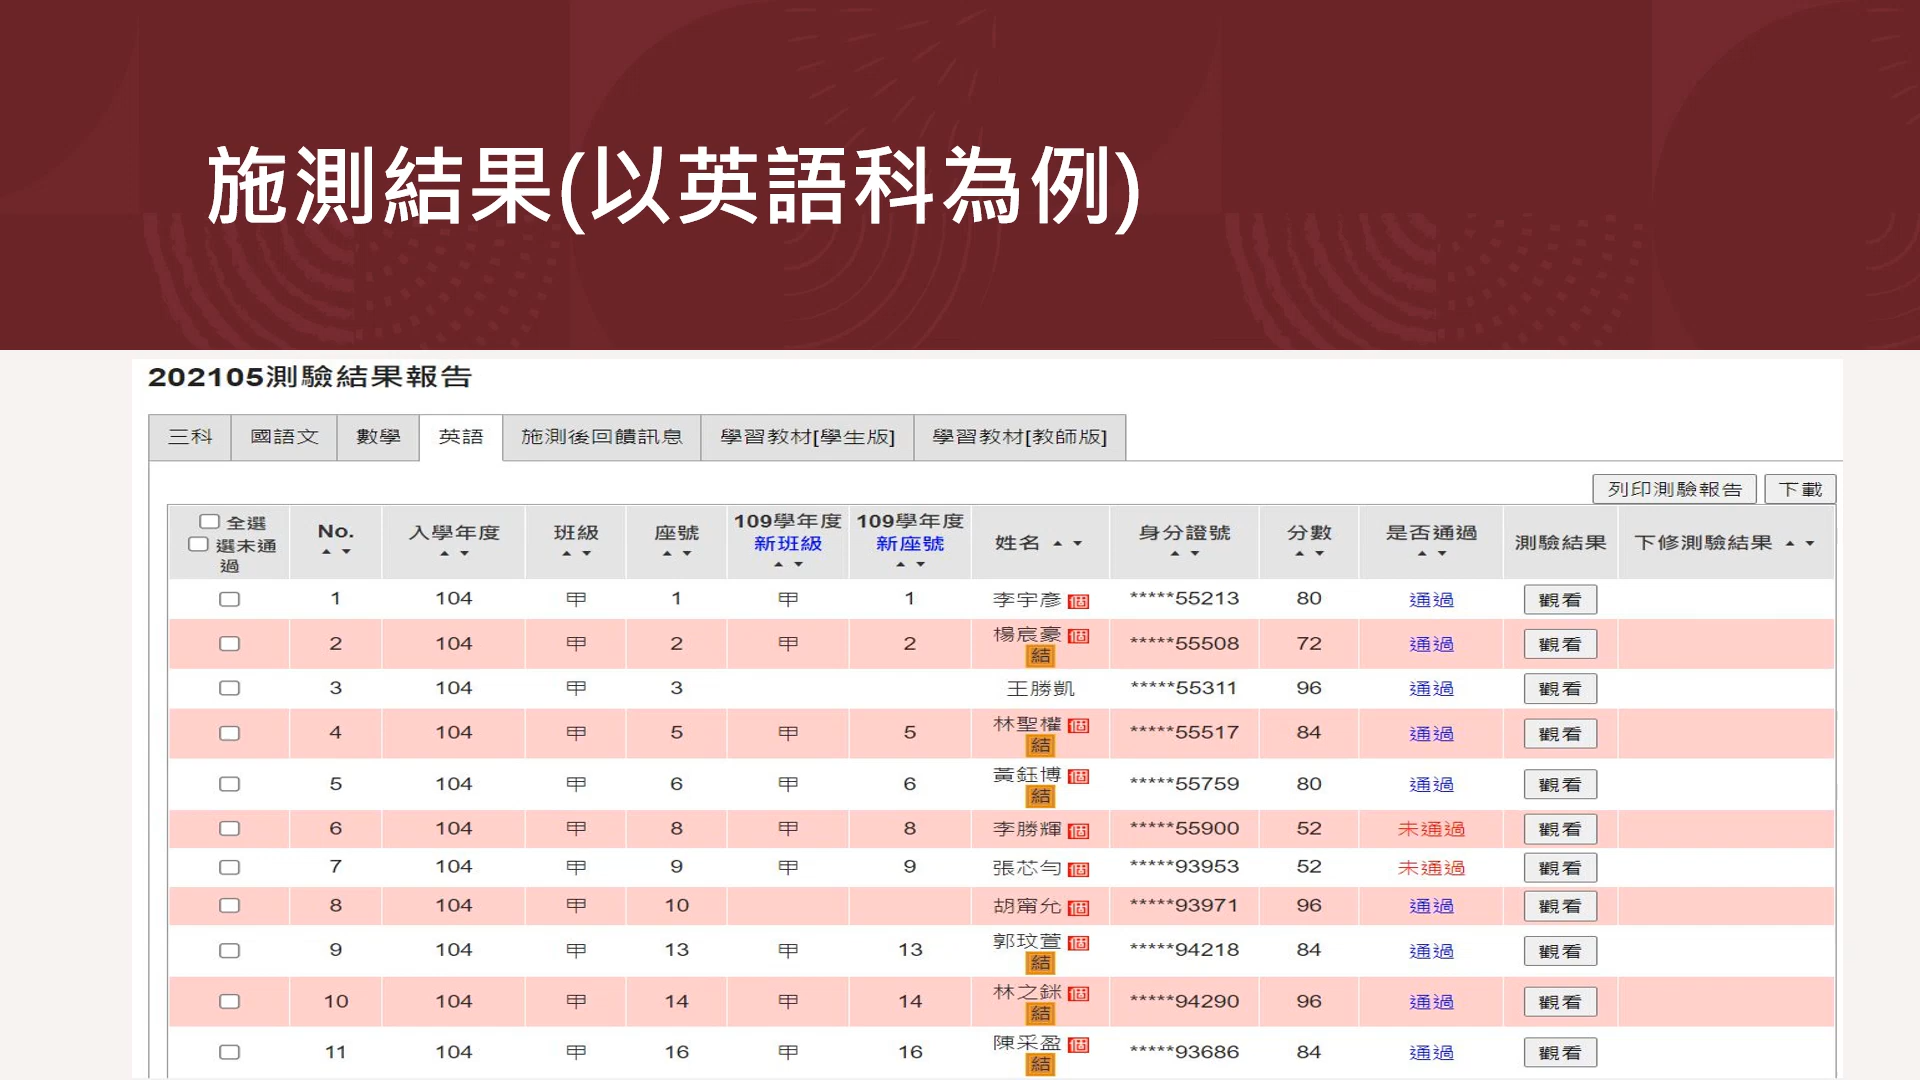 施測結果(以英語科為例)
202105測驗結果報告
三科 國語文 數學 英語 施測後回饋訊息 學習教材[學生版] 學習教材[教師版]
列印測驗報告 下載
全選 選未通過 No. 入學年度 班級 座號 109學年度 新班級 109學年度 新座號 姓名 身分證號 分數 是否通過 測驗結果 下修測驗結果
1 104 甲 1 甲 1 李宇彥 個 *****55213 80 通過 觀看
2 104 甲 2 甲 2 楊宸豪 個 結 *****55508 72 通過 觀看
3 104 甲 3 王勝凱 *****55311 96 通過 觀看
4 104 甲 5 甲 5 林聖權 個 結 *****55517 84 通過 觀看
5 104 甲 6 甲 6 黃鈺博 個 結 *****55759 80 通過 觀看
6 104 甲 8 甲 8 李勝輝 個 *****55900 52 未通過 觀看
7 104 甲 9 甲 9 張芯勻 個 *****93953 52 未通過 觀看
8 104 甲 10 胡甯允 個 *****93971 96 通過 觀看
9 104 甲 13 甲 13 郭玟萱 個 結 *****94218 84 通過 觀看
10 104 甲 14 甲 14 林之 個 結 *****94290 96 通過 觀看
11 104 甲 16 甲 16 陳采盈 個 結 *****93686 84 通過 觀看